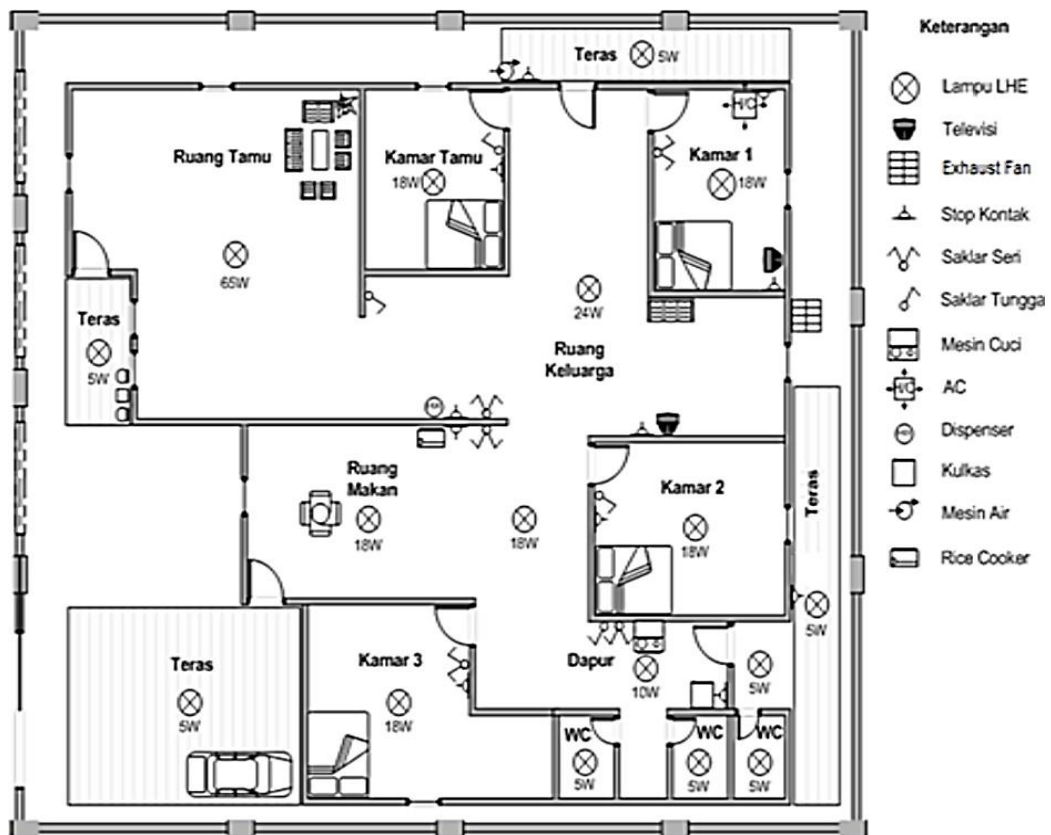 Keterangan
Lampu LHE
Televisi
Exhaust Fan
Stop Kontak
Saklar Seri
Saklar Tungga
Mesin Cuci
H/C
AC
Dispenser
Kulkas
Mesin Air
Rice Cooker
Teras
5W
Ruang Tamu
65W
Kamar Tamu
18W
H/C
Kamar 1
18W
24W
Ruang
Keluarga
Teras
5W
Ruang
Makan
18W
18W
Kamar 2
18W
Teras
5W
Teras
5W
Kamar 3
18W
Dapur
10W
5W
WC
5W
WC
5W
WC
5W